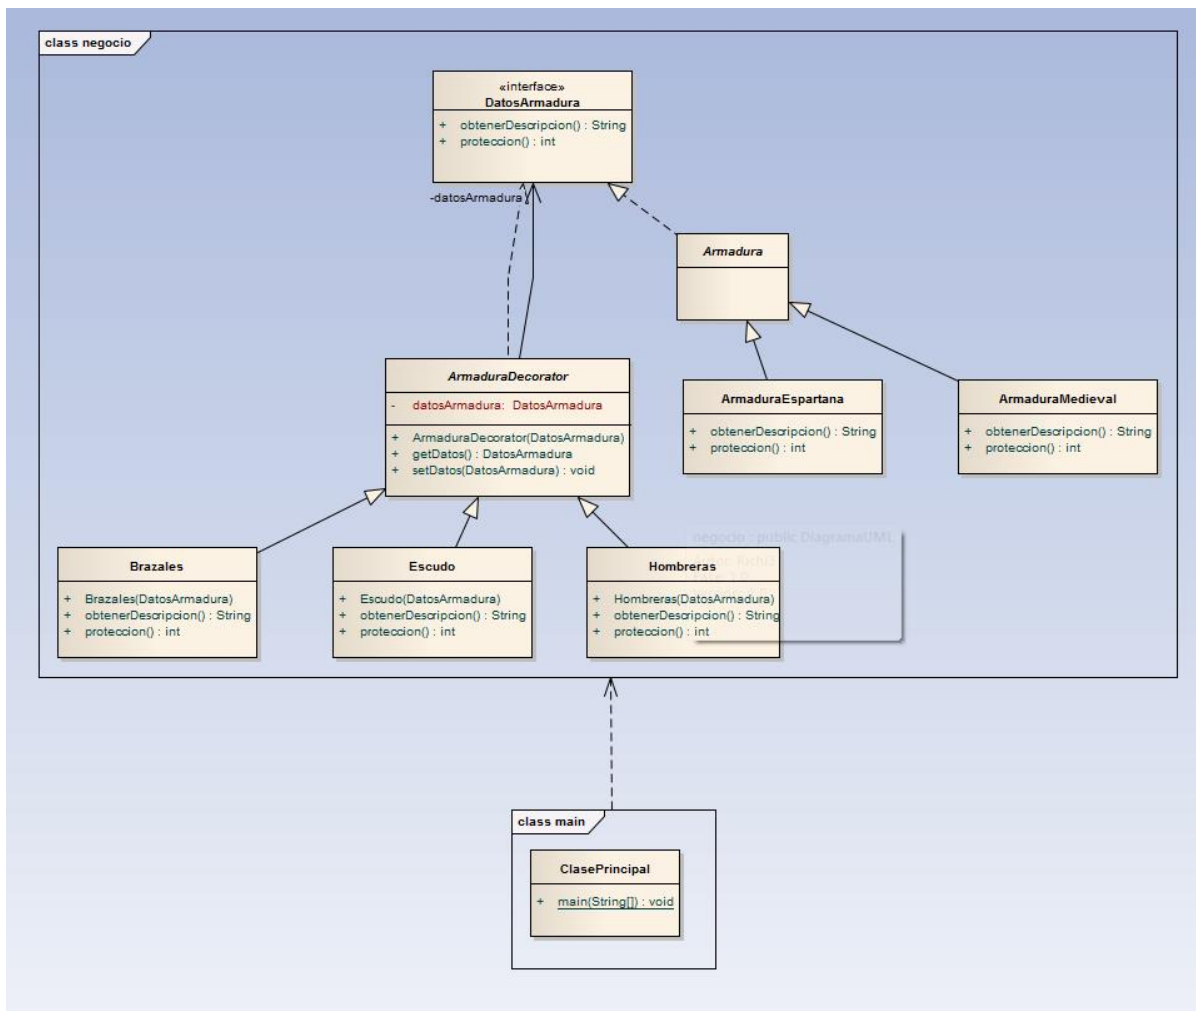 class negocio
«interface»
DatosArmadura
+ obtenerDescripcion() : String
+ proteccion() : int
-datosArmadura
Armadura
ArmaduraDecorator
- datosArmadura: DatosArmadura
+ ArmaduraDecorator(DatosArmadura)
+ getDatos() : DatosArmadura
+ setDatos(DatosArmadura) : void
ArmaduraEspartana
+ obtenerDescripcion() : String
+ proteccion() : int
ArmaduraMedieval
+ obtenerDescripcion() : String
+ proteccion() : int
Brazales
+ Brazales(DatosArmadura)
+ obtenerDescripcion() : String
+ proteccion() : int
Escudo
+ Escudo(DatosArmadura)
+ obtenerDescripcion() : String
+ proteccion() : int
Hombreras
+ Hombreras(DatosArmadura)
+ obtenerDescripcion() : String
+ proteccion() : int
negocio : public DiagramaUML
class main
ClasePrincipal
+ main(String[]) : void